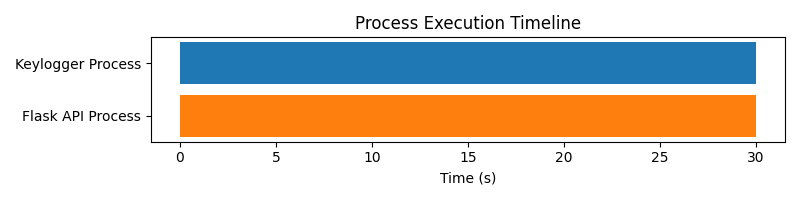 Process Execution Timeline
Keylogger Process
Flask API Process
0 5 10 15 20 25 30
Time (s)